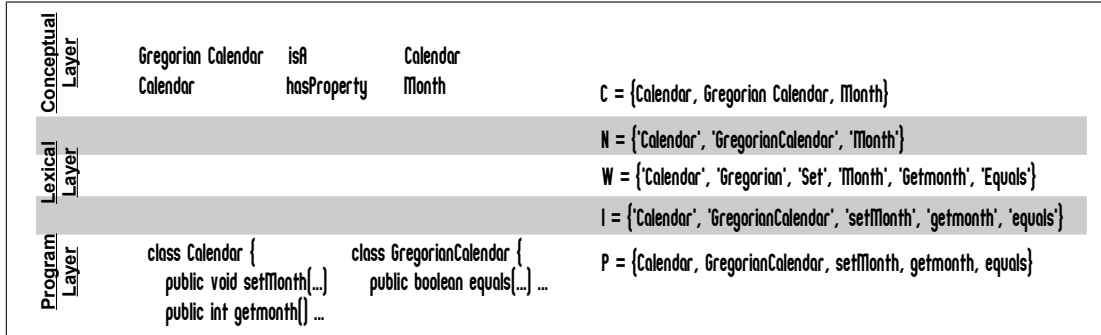 Conceptual Layer
Gregorian Calendar isA Calendar
Calendar hasProperty Month
C = {Calendar, Gregorian Calendar, Month}
N = {'Calendar', 'GregorianCalendar', 'Month'}
Lexical Layer
W = {'Calendar', 'Gregorian', 'Set', 'Month', 'Getmonth', 'Equals'}
I = {'Calendar', 'GregorianCalendar', 'setMonth', 'getmonth', 'equals'}
Program Layer
class Calendar {
public void setMonth(...)
public int getmonth() ...
class GregorianCalendar {
public boolean equals(...) ...
P = {Calendar, GregorianCalendar, setMonth, getmonth, equals}